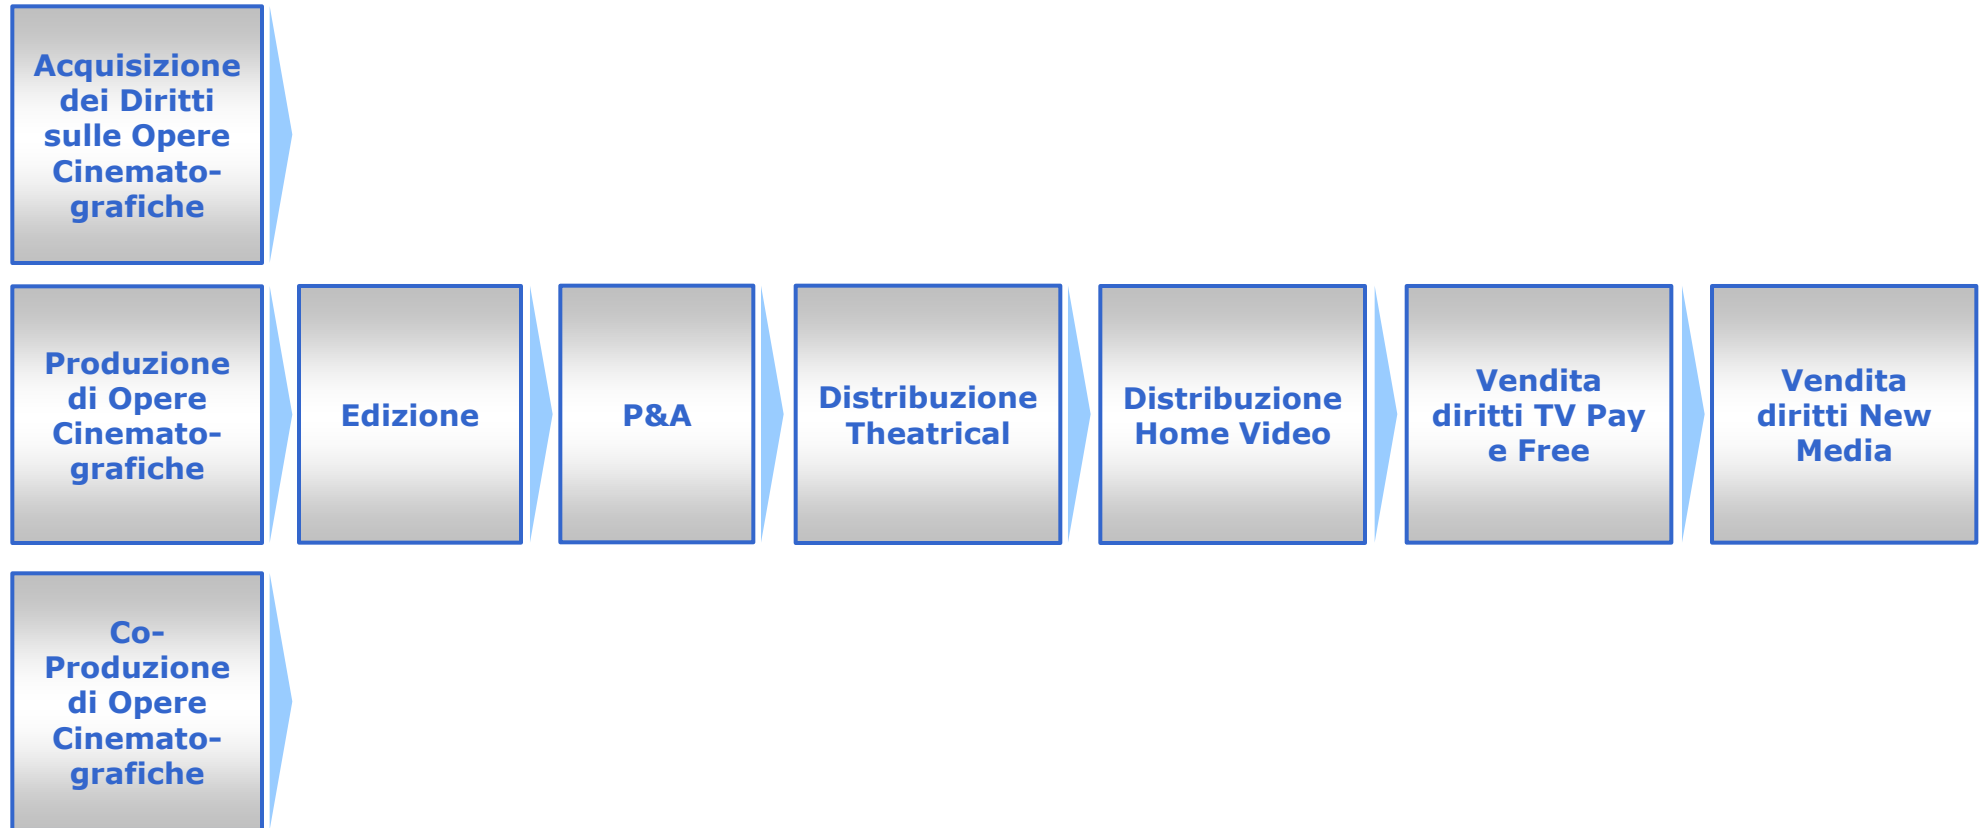 Acquisizione
dei Diritti
sulle Opere
Cinemato-
grafiche
Produzione
di Opere
Cinemato-
grafiche
Edizione
P&A
Distribuzione
Theatrical
Distribuzione
Home Video
Vendita
diritti TV Pay
e Free
Vendita
diritti New
Media
Co-
Produzione
di Opere
Cinemato-
grafiche